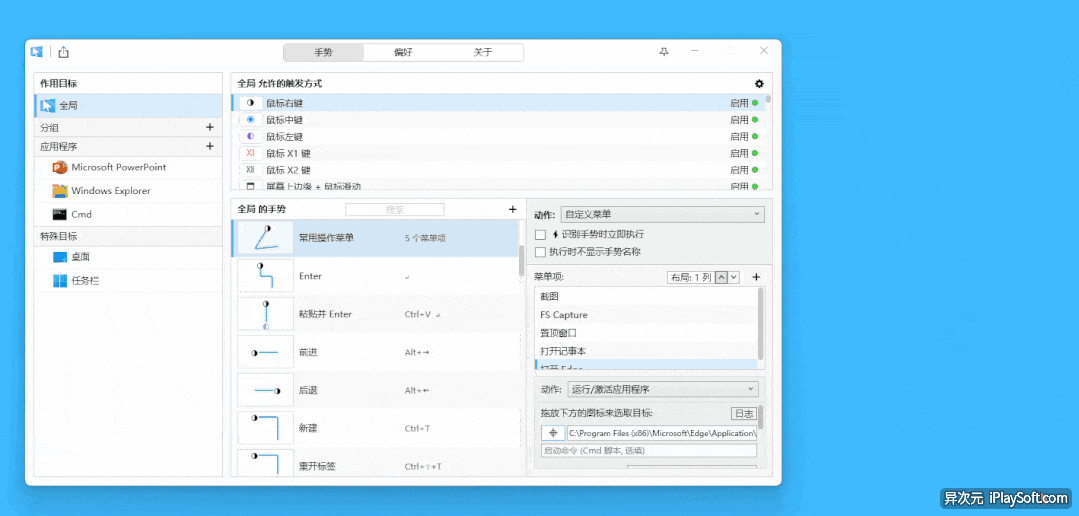 手势 偏好 关于
作用目标
全局
分组 +
应用程序 +
Microsoft PowerPoint
Windows Explorer
Cmd
特殊目标
桌面
任务栏
全局 允许的触发方式
鼠标右键 启用
鼠标中键 启用
鼠标左键 启用
X1 鼠标 X1 键 启用
X2 鼠标 X2 键 启用
屏幕上边缘 + 鼠标滑动 启用
全局 的手势 搜索 +
常用操作菜单 5 个菜单项
Enter ↵
粘贴并 Enter Ctrl+V ↵
前进 Alt+→
后退 Alt+←
新建 Ctrl+T
重开标签 Ctrl+⇧+T
动作: 自定义菜单
识别手势时立即执行
执行时不显示手势名称
菜单项: 布局: 1 列 +
截图
FS Capture
置顶窗口
打开记事本
打开 Edge
动作: 运行/激活应用程序
拖放下方的图标来选取目标: 日志
C:\Program Files (x86)\Microsoft\Edge\Application\
启动命令 (Cmd 脚本, 选填)
异次元 iPlaySoft.com